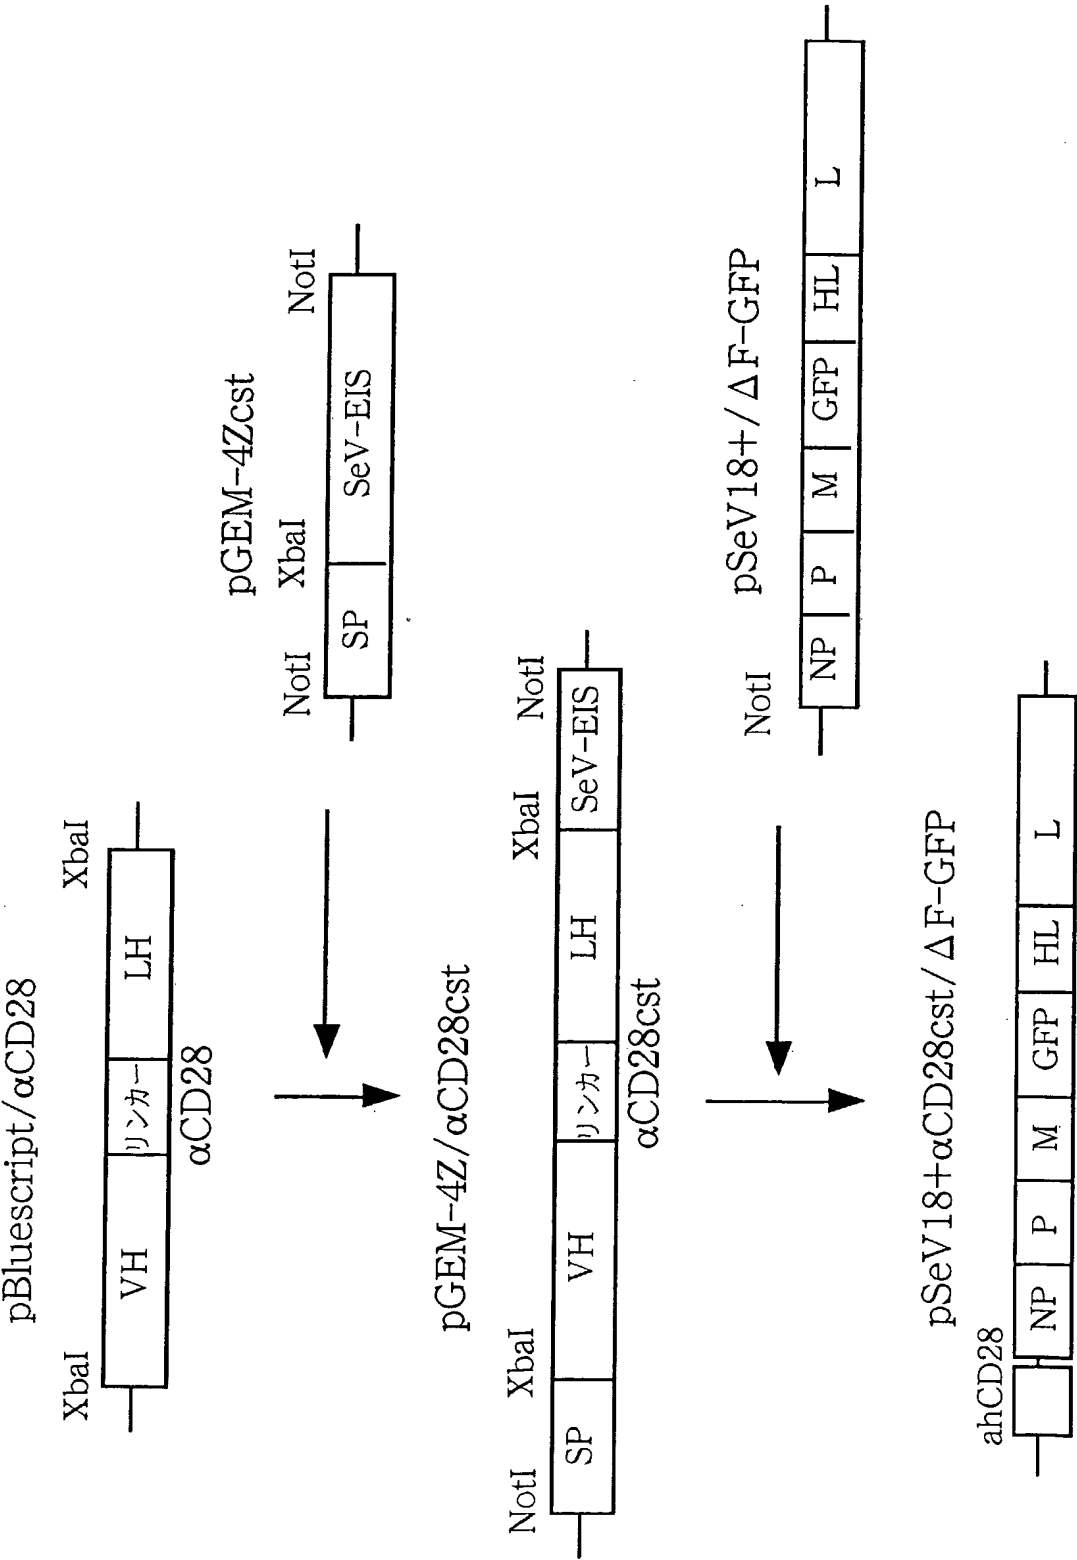 pBluescript/αCD28
XbaI XbaI
VH リンカー LH
αCD28
pGEM-4Zcst
NotI XbaI NotI
SP SeV-EIS
pGEM-4Z/αCD28cst
NotI XbaI XbaI NotI
SP VH リンカー LH SeV-EIS
αCD28cst
pSeV18+/ΔF-GFP
NotI
NP P M GFP HL L
pSeV18+αCD28cst/ΔF-GFP
ahCD28
NP P M GFP HL L